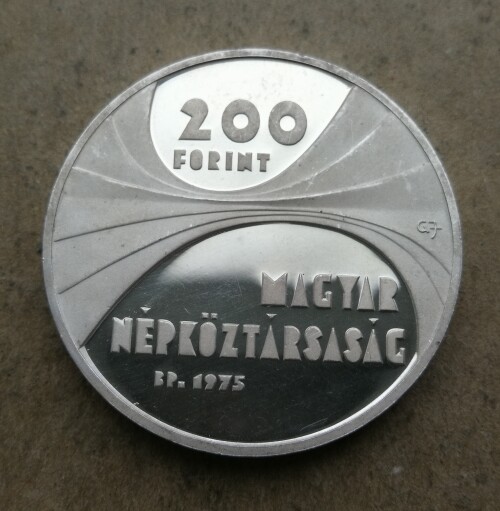 200
FORINT
MAGYAR
NÉPKÖZTÁRSASÁG
BP. 1975